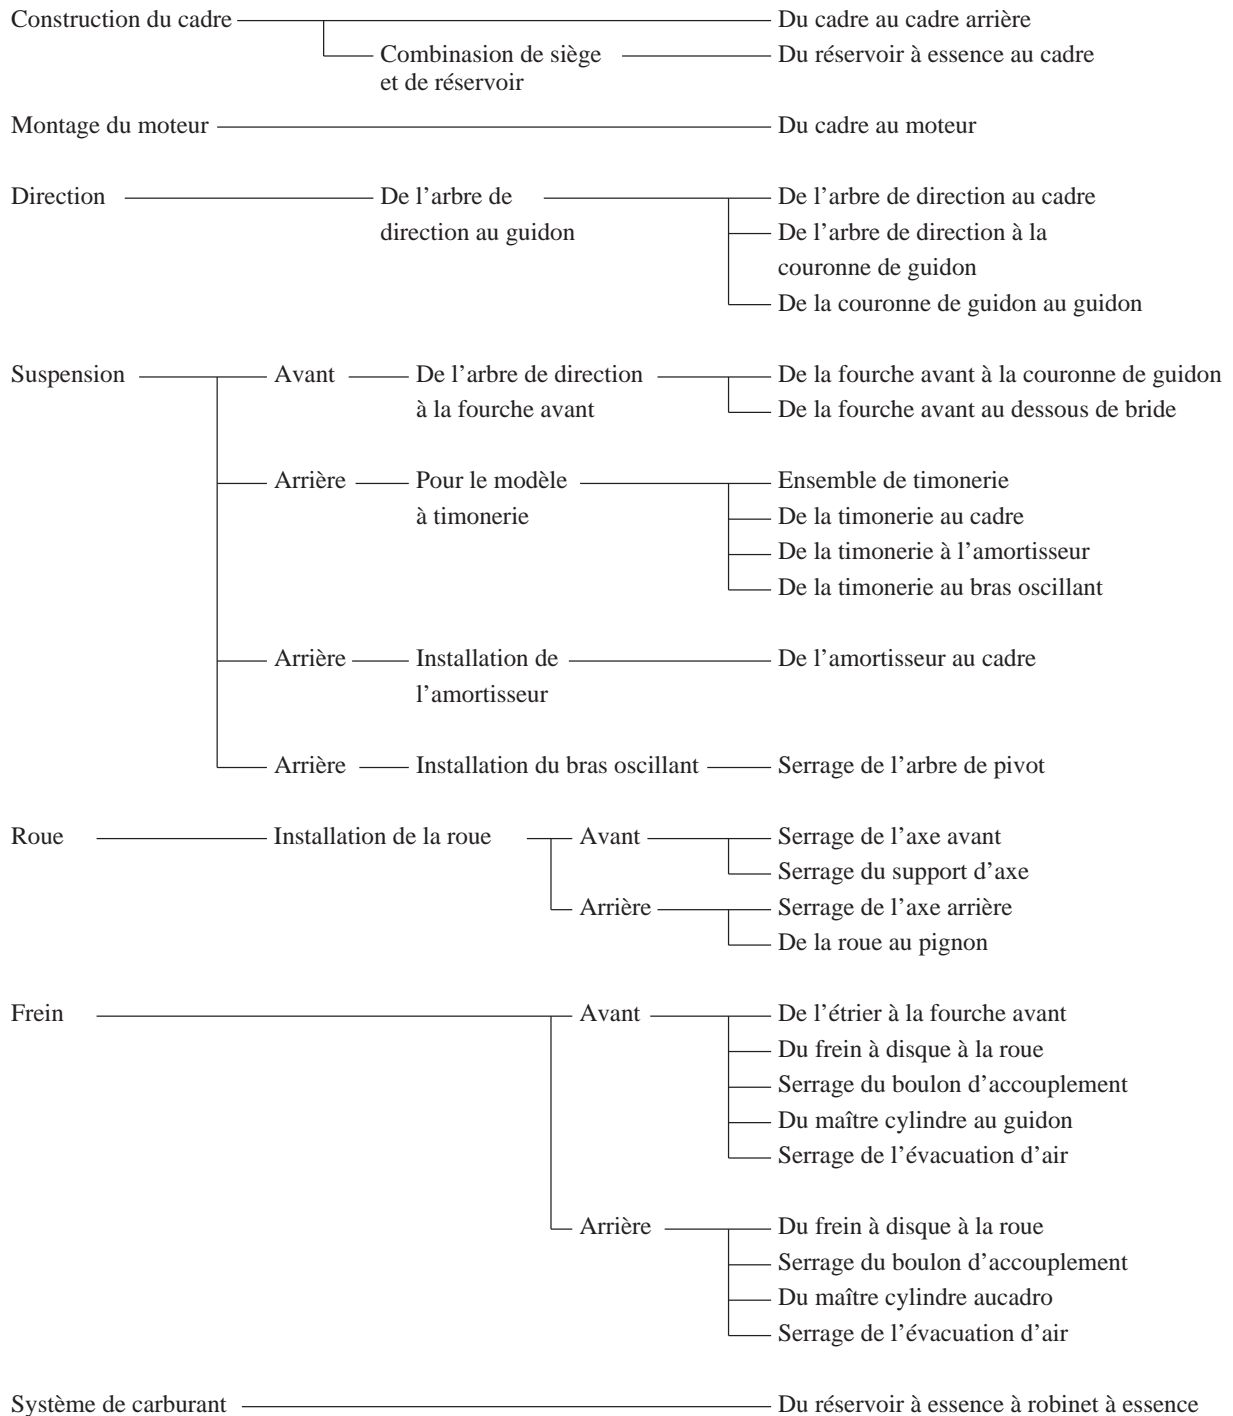 Construction du cadre Du cadre au cadre arrière
Combinasion de siège Du réservoir à essence au cadre
et de réservoir
Montage du moteur Du cadre au moteur
Direction De l’arbre de De l’arbre de direction au cadre
direction au guidon De l’arbre de direction à la
couronne de guidon
De la couronne de guidon au guidon
Suspension Avant De l’arbre de direction De la fourche avant à la couronne de guidon
à la fourche avant De la fourche avant au dessous de bride
Arrière Pour le modèle Ensemble de timonerie
à timonerie De la timonerie au cadre
De la timonerie à l’amortisseur
De la timonerie au bras oscillant
Arrière Installation de De l’amortisseur au cadre
l’amortisseur
Arrière Installation du bras oscillant Serrage de l’arbre de pivot
Roue Installation de la roue Avant Serrage de l’axe avant
Serrage du support d’axe
Arrière Serrage de l’axe arrière
De la roue au pignon
Frein Avant De l’étrier à la fourche avant
Du frein à disque à la roue
Serrage du boulon d’accouplement
Du maître cylindre au guidon
Serrage de l’évacuation d’air
Arrière Du frein à disque à la roue
Serrage du boulon d’accouplement
Du maître cylindre aucadro
Serrage de l’évacuation d’air
Système de carburant Du réservoir à essence à robinet à essence